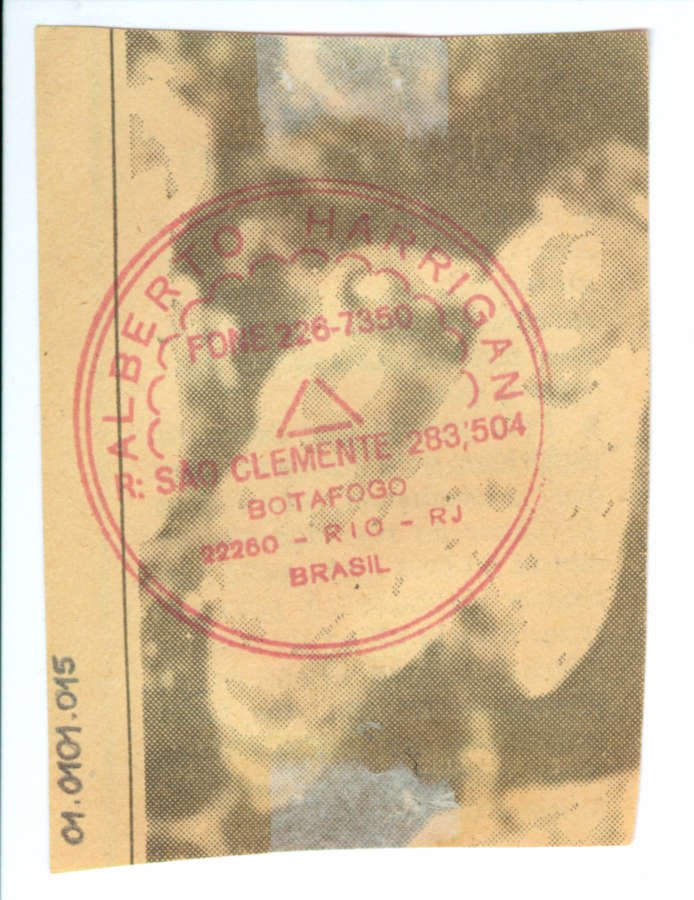 ALBERTO HARRIGAN
FONE 226-7350
R: SÃO CLEMENTE 283,'504
BOTAFOGO
22260 - RIO - RJ
BRASIL
01.0101.015